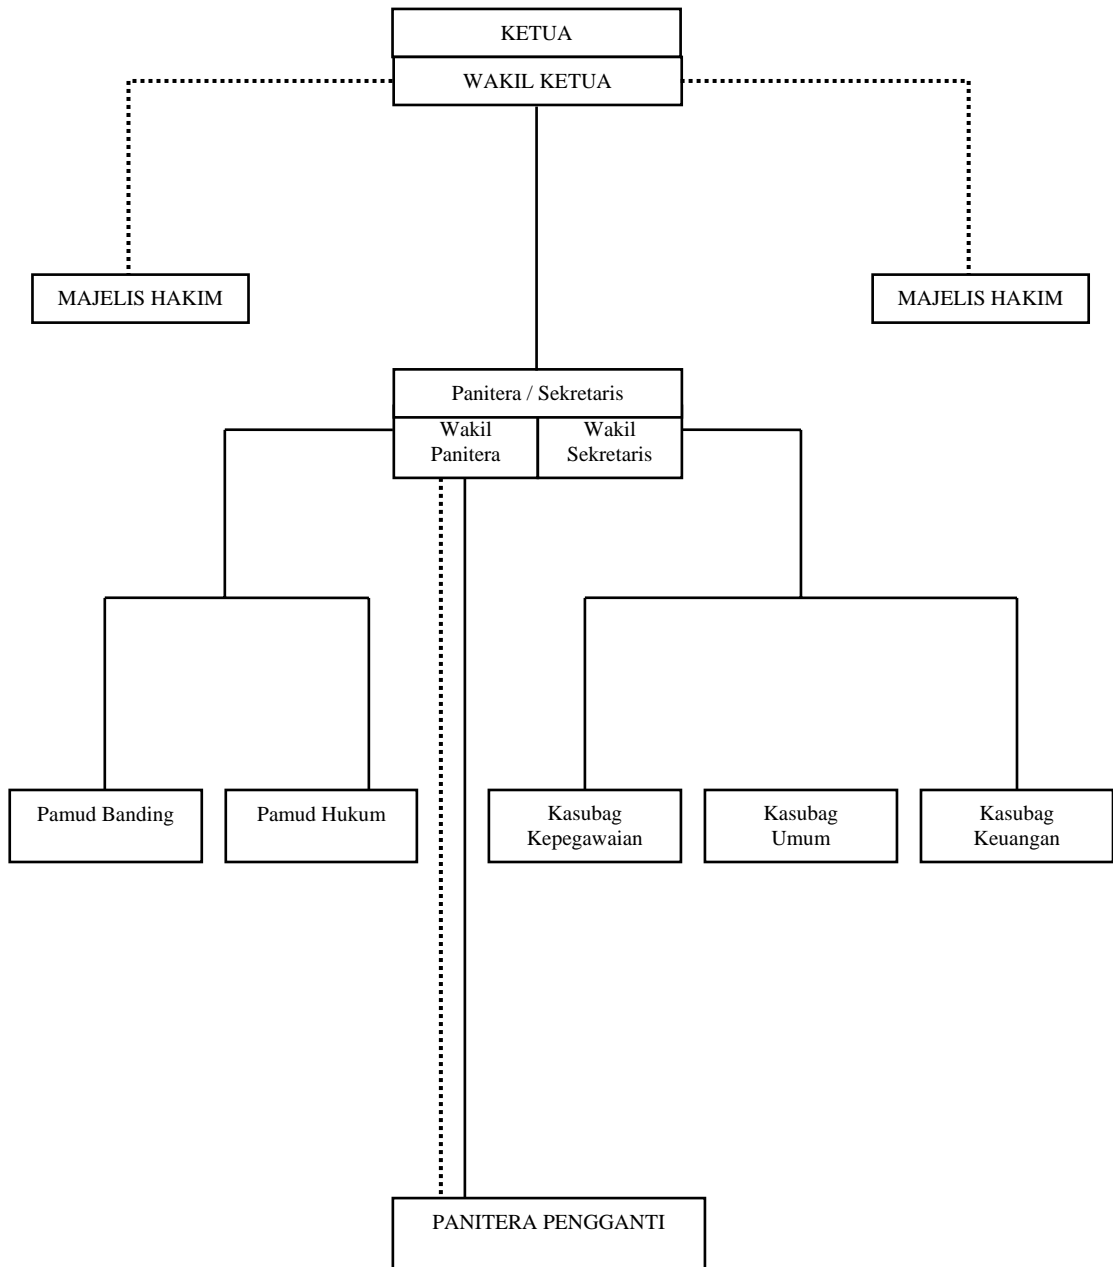 KETUA
WAKIL KETUA
MAJELIS HAKIM
MAJELIS HAKIM
Panitera / Sekretaris
Wakil
Panitera
Wakil
Sekretaris
Pamud Banding
Pamud Hukum
Kasubag
Kepegawaian
Kasubag
Umum
Kasubag
Keuangan
PANITERA PENGGANTI